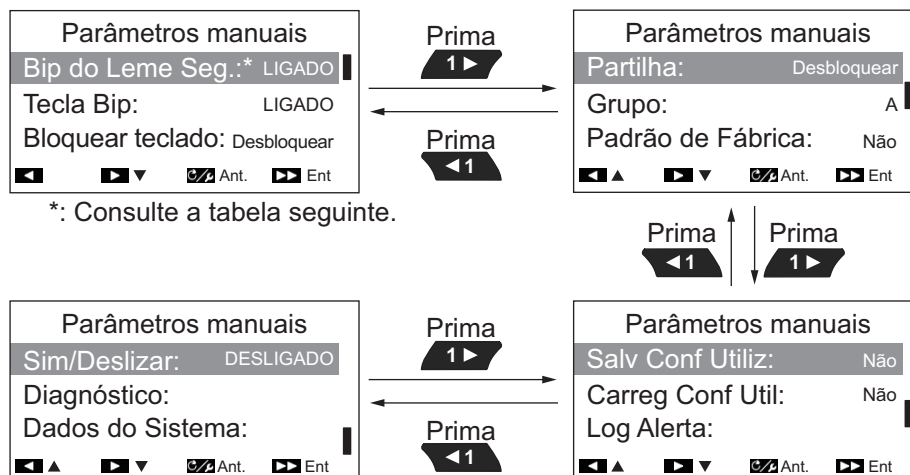 Parâmetros manuais
Bip do Leme Seg.:* LIGADO
Tecla Bip: LIGADO
Bloquear teclado: Desbloquear
◄ ► ▼ Ant. ►► Ent
Prima
1 ►
Prima
◄ 1
Parâmetros manuais
Partilha: Desbloquear
Grupo: A
Padrão de Fábrica: Não
◄ ▲ ► ▼ Ant. ►► Ent
*: Consulte a tabela seguinte.
Prima Prima
◄ 1 1 ►
Parâmetros manuais
Sim/Deslizar: DESLIGADO
Diagnóstico:
Dados do Sistema:
◄ ▲ ► ▼ Ant. ►► Ent
Prima
1 ►
Prima
◄ 1
Parâmetros manuais
Salv Conf Utiliz: Não
Carreg Conf Util: Não
Log Alerta:
◄ ▲ ► ▼ Ant. ►► Ent